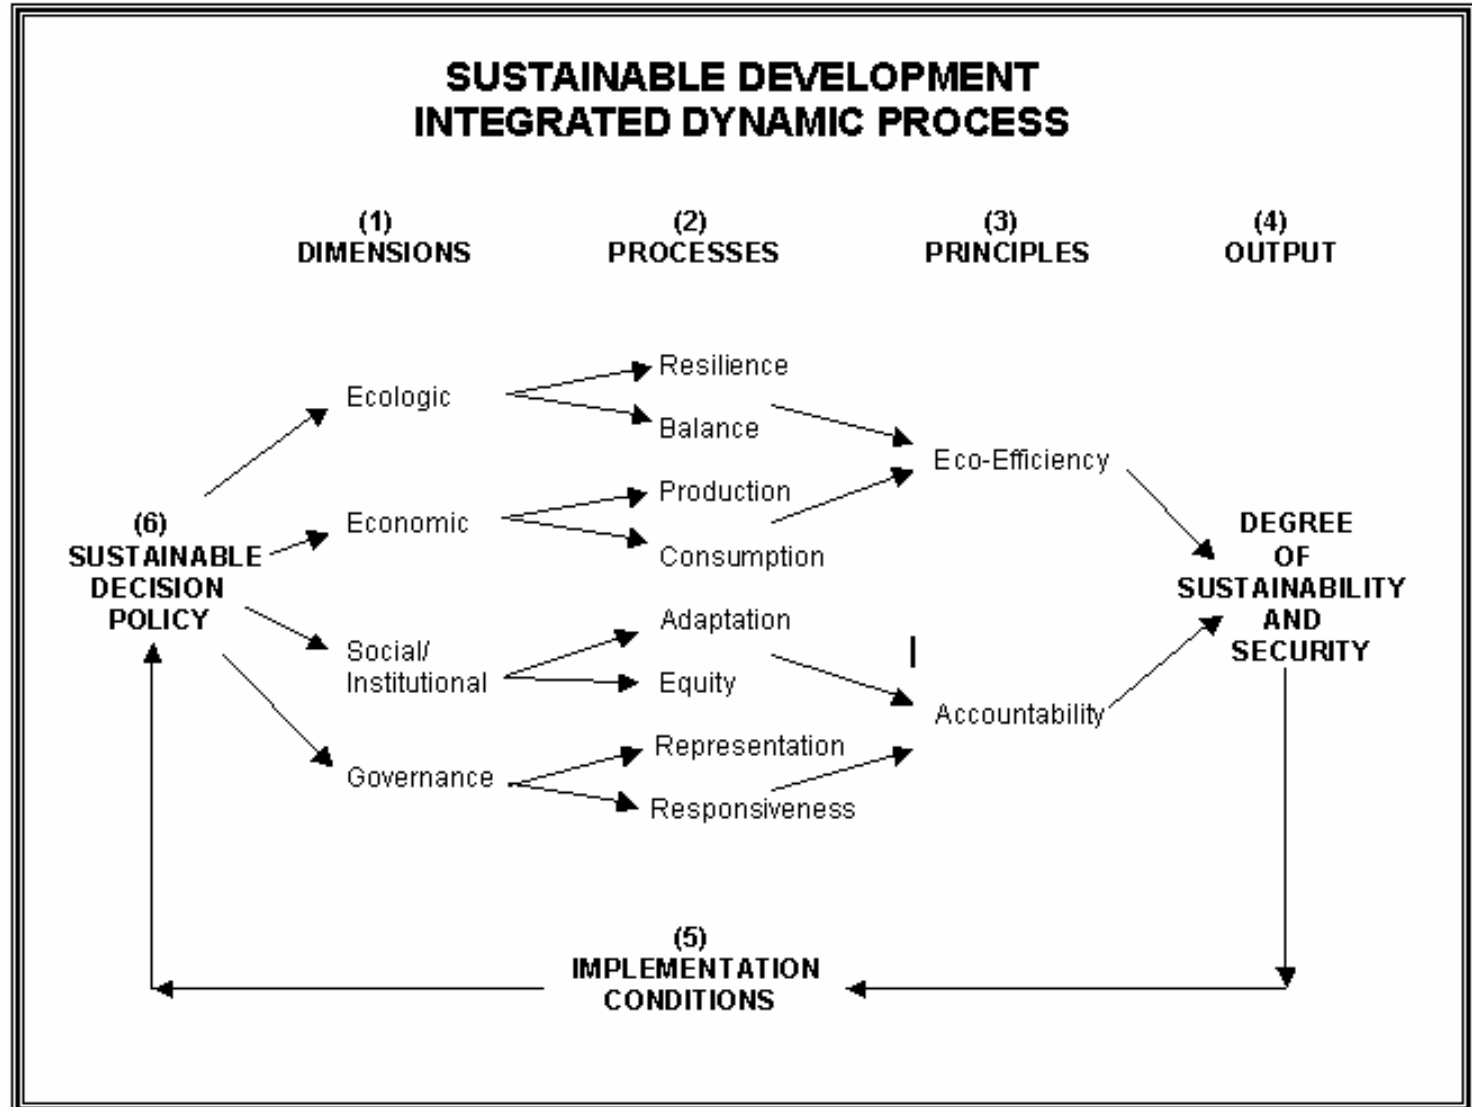 SUSTAINABLE DEVELOPMENT
INTEGRATED DYNAMIC PROCESS
(1)
DIMENSIONS
(2)
PROCESSES
(3)
PRINCIPLES
(4)
OUTPUT
(6)
SUSTAINABLE
DECISION
POLICY
Ecologic
Economic
Social/
Institutional
Governance
Resilience
Balance
Production
Consumption
Adaptation
Equity
Representation
Responsiveness
Eco-Efficiency
Accountability
DEGREE
OF
SUSTAINABILITY
AND
SECURITY
(5)
IMPLEMENTATION
CONDITIONS